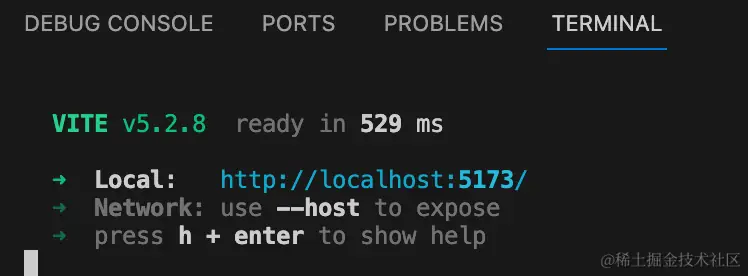 DEBUG CONSOLE PORTS PROBLEMS TERMINAL
VITE v5.2.8 ready in 529 ms
➜ Local: http://localhost:5173/
➜ Network: use --host to expose
➜ press h + enter to show help
@稀土掘金技术社区